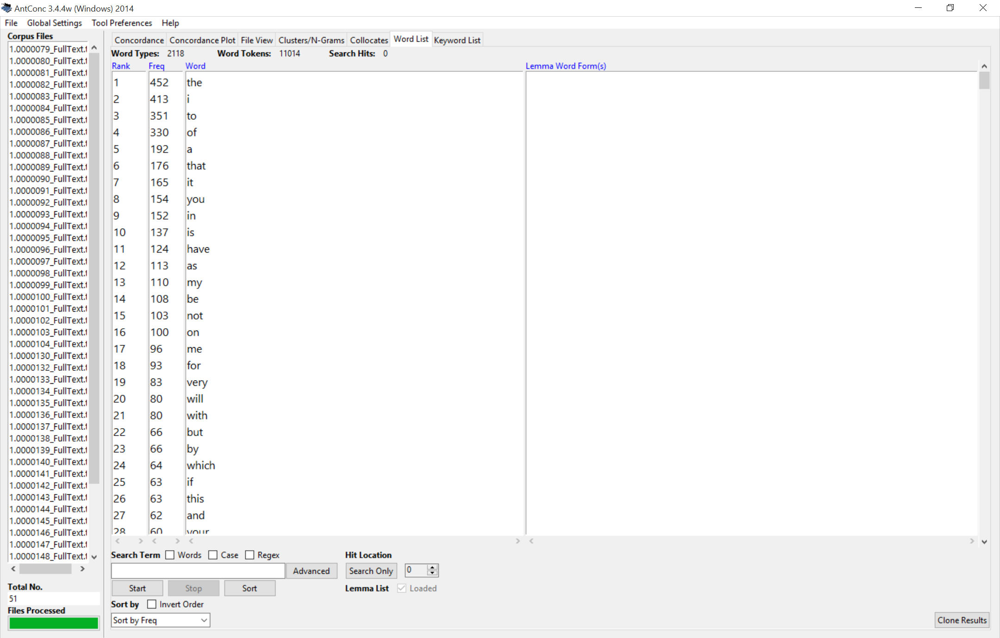 AntConc 3.4.4w (Windows) 2014
File Global Settings Tool Preferences Help
Corpus Files
1.0000079_FullText.t
1.0000080_FullText.t
1.0000081_FullText.t
1.0000082_FullText.t
1.0000083_FullText.t
1.0000084_FullText.t
1.0000085_FullText.t
1.0000086_FullText.t
1.0000087_FullText.t
1.0000088_FullText.t
1.0000089_FullText.t
1.0000090_FullText.t
1.0000091_FullText.t
1.0000092_FullText.t
1.0000093_FullText.t
1.0000094_FullText.t
1.0000095_FullText.t
1.0000096_FullText.t
1.0000097_FullText.t
1.0000098_FullText.t
1.0000099_FullText.t
1.0000100_FullText.t
1.0000101_FullText.t
1.0000102_FullText.t
1.0000103_FullText.t
1.0000104_FullText.t
1.0000130_FullText.t
1.0000132_FullText.t
1.0000133_FullText.t
1.0000134_FullText.t
1.0000135_FullText.t
1.0000136_FullText.t
1.0000137_FullText.t
1.0000138_FullText.t
1.0000139_FullText.t
1.0000140_FullText.t
1.0000141_FullText.t
1.0000142_FullText.t
1.0000143_FullText.t
1.0000144_FullText.t
1.0000145_FullText.t
1.0000146_FullText.t
1.0000147_FullText.t
1.0000148_FullText.t
Total No.
51
Files Processed
Concordance Concordance Plot File View Clusters/N-Grams Collocates Word List Keyword List
Word Types: 2118 Word Tokens: 11014 Search Hits: 0
Rank Freq Word Lemma Word Form(s)
1 452 the
2 413 i
3 351 to
4 330 of
5 192 a
6 176 that
7 165 it
8 154 you
9 152 in
10 137 is
11 124 have
12 113 as
13 110 my
14 108 be
15 103 not
16 100 on
17 96 me
18 93 for
19 83 very
20 80 will
21 80 with
22 66 but
23 66 by
24 64 which
25 63 if
26 63 this
27 62 and
28 60 your
Search Term Words Case Regex Hit Location
Advanced Search Only 0
Start Stop Sort Lemma List Loaded
Sort by Invert Order
Sort by Freq Clone Results